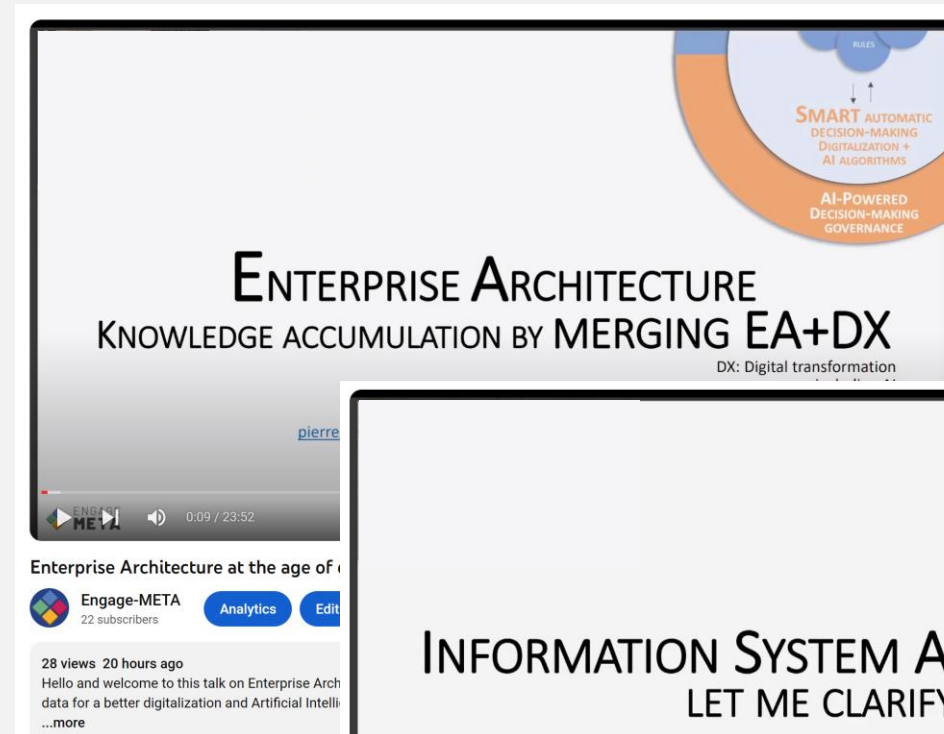 RULES
SMART AUTOMATIC
DECISION-MAKING
DIGITALIZATION +
AI ALGORITHMS
AI-POWERED
DECISION-MAKING
GOVERNANCE
ENTERPRISE ARCHITECTURE
KNOWLEDGE ACCUMULATION BY MERGING EA+DX
DX: Digital transformation
pierre
ENGAGE
META
0:09 / 23:52
Enterprise Architecture at the age of
Engage-META
22 subscribers
Analytics
Edit
28 views 20 hours ago
Hello and welcome to this talk on Enterprise Arch
data for a better digitalization and Artificial Intelli
...more
INFORMATION SYSTEM A
LET ME CLARIFY